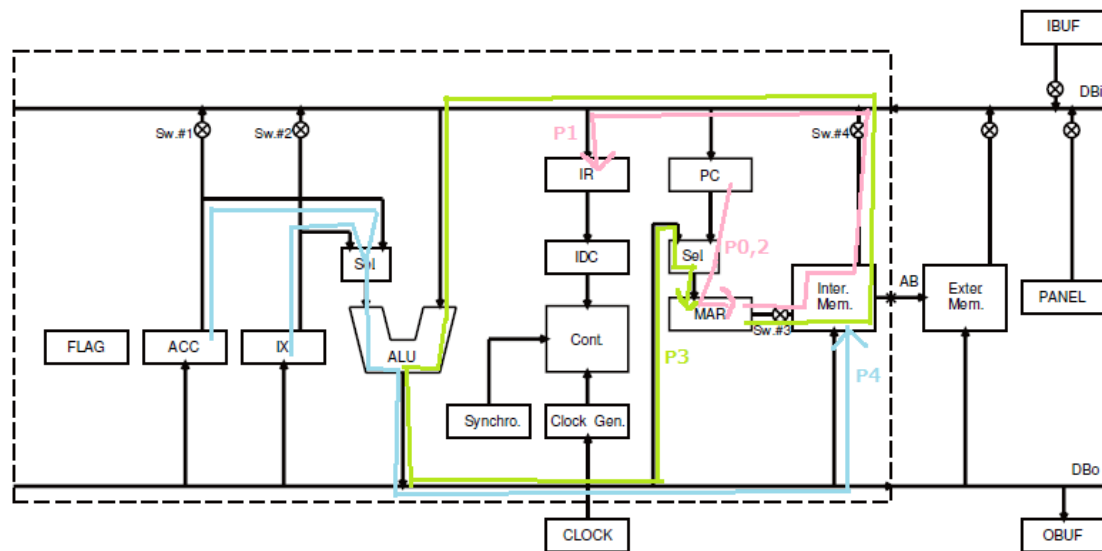 IBUF
DBi
Sw.#1
Sw.#2
Sw.#4
P1
IR
PC
P0,2
Sel
IDC
Sel
Inter.
Mem.
AB
Exter.
Mem.
PANEL
MAR
Sw.#3
FLAG
ACC
IX
ALU
Cont.
P3
P4
Synchro.
Clock Gen.
DBo
CLOCK
OBUF